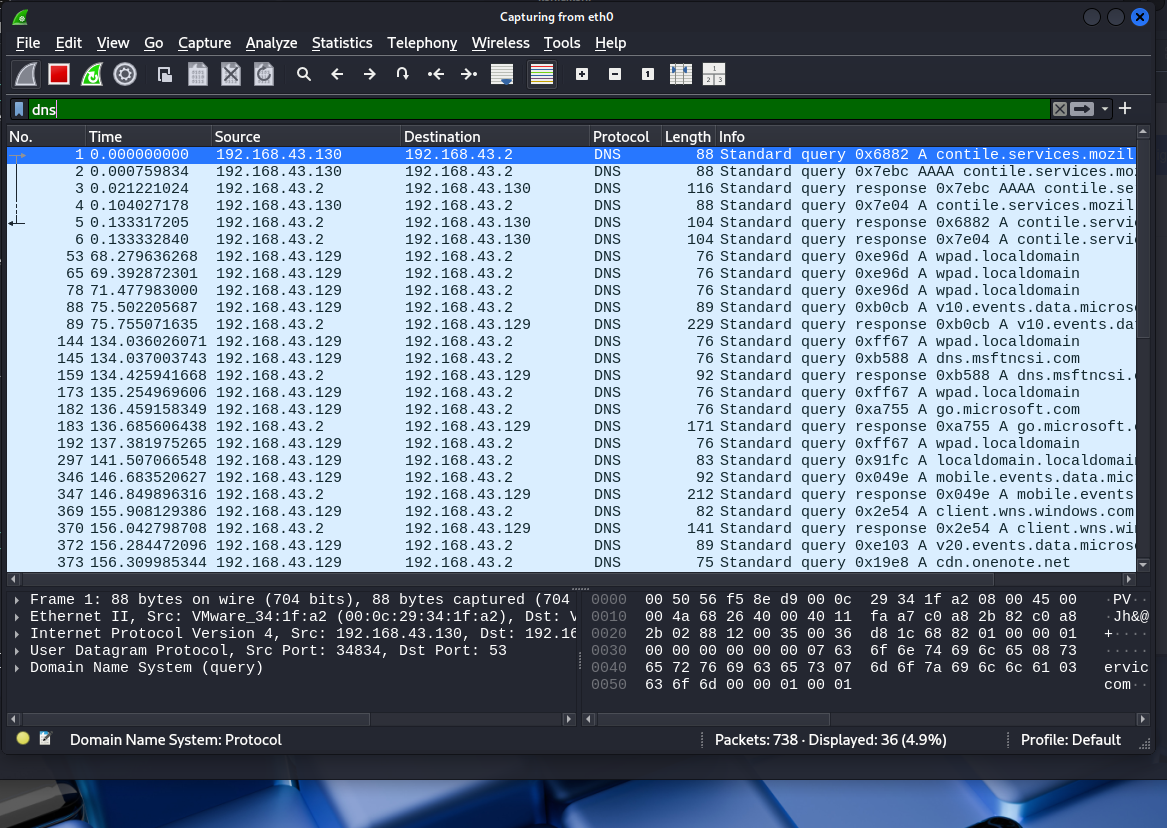 Capturing from eth0
File Edit View Go Capture Analyze Statistics Telephony Wireless Tools Help
dns
No. Time Source Destination Protocol Length Info
1 0.000000000 192.168.43.130 192.168.43.2 DNS 88 Standard query 0x6882 A contile.services.mozil
2 0.000759834 192.168.43.130 192.168.43.2 DNS 88 Standard query 0x7ebc AAAA contile.services.mo
3 0.021221024 192.168.43.2 192.168.43.130 DNS 116 Standard query response 0x7ebc AAAA contile.se
4 0.104027178 192.168.43.130 192.168.43.2 DNS 88 Standard query 0x7e04 A contile.services.mozil
5 0.133317205 192.168.43.2 192.168.43.130 DNS 104 Standard query response 0x6882 A contile.servi
6 0.133332840 192.168.43.2 192.168.43.130 DNS 104 Standard query response 0x7e04 A contile.servi
53 68.279636268 192.168.43.129 192.168.43.2 DNS 76 Standard query 0xe96d A wpad.localdomain
65 69.392872301 192.168.43.129 192.168.43.2 DNS 76 Standard query 0xe96d A wpad.localdomain
78 71.477983000 192.168.43.129 192.168.43.2 DNS 76 Standard query 0xe96d A wpad.localdomain
88 75.502205687 192.168.43.129 192.168.43.2 DNS 89 Standard query 0xb0cb A v10.events.data.micros
89 75.755071635 192.168.43.2 192.168.43.129 DNS 229 Standard query response 0xb0cb A v10.events.da
144 134.036026071 192.168.43.129 192.168.43.2 DNS 76 Standard query 0xff67 A wpad.localdomain
145 134.037003743 192.168.43.129 192.168.43.2 DNS 76 Standard query 0xb588 A dns.msftncsi.com
159 134.425941668 192.168.43.2 192.168.43.129 DNS 92 Standard query response 0xb588 A dns.msftncsi.
173 135.254969606 192.168.43.129 192.168.43.2 DNS 76 Standard query 0xff67 A wpad.localdomain
182 136.459158349 192.168.43.129 192.168.43.2 DNS 76 Standard query 0xa755 A go.microsoft.com
183 136.685606438 192.168.43.2 192.168.43.129 DNS 171 Standard query response 0xa755 A go.microsoft.
192 137.381975265 192.168.43.129 192.168.43.2 DNS 76 Standard query 0xff67 A wpad.localdomain
297 141.507066548 192.168.43.129 192.168.43.2 DNS 83 Standard query 0x91fc A localdomain.localdomai
346 146.683520627 192.168.43.129 192.168.43.2 DNS 92 Standard query 0x049e A mobile.events.data.mic
347 146.849896316 192.168.43.2 192.168.43.129 DNS 212 Standard query response 0x049e A mobile.events
369 155.908129386 192.168.43.129 192.168.43.2 DNS 82 Standard query 0x2e54 A client.wns.windows.com
370 156.042798708 192.168.43.2 192.168.43.129 DNS 141 Standard query response 0x2e54 A client.wns.wi
372 156.284472096 192.168.43.129 192.168.43.2 DNS 89 Standard query 0xe103 A v20.events.data.micros
373 156.309985344 192.168.43.129 192.168.43.2 DNS 75 Standard query 0x19e8 A cdn.onenote.net
Frame 1: 88 bytes on wire (704 bits), 88 bytes captured (704
Ethernet II, Src: VMware_34:1f:a2 (00:0c:29:34:1f:a2), Dst: V
Internet Protocol Version 4, Src: 192.168.43.130, Dst: 192.16
User Datagram Protocol, Src Port: 34834, Dst Port: 53
Domain Name System (query)
0000 00 50 56 f5 8e d9 00 0c 29 34 1f a2 08 00 45 00 ·PV··
0010 00 4a 68 26 40 00 40 11 fa a7 c0 a8 2b 82 c0 a8 ·Jh&@
0020 2b 02 88 12 00 35 00 36 d8 1c 68 82 01 00 00 01 +····
0030 00 00 00 00 00 00 07 63 6f 6e 74 69 6c 65 08 73 ·····
0040 65 72 76 69 63 65 73 07 6d 6f 7a 69 6c 6c 61 03 ervic
0050 63 6f 6d 00 00 01 00 01 com··
Domain Name System: Protocol
Packets: 738 · Displayed: 36 (4.9%)
Profile: Default